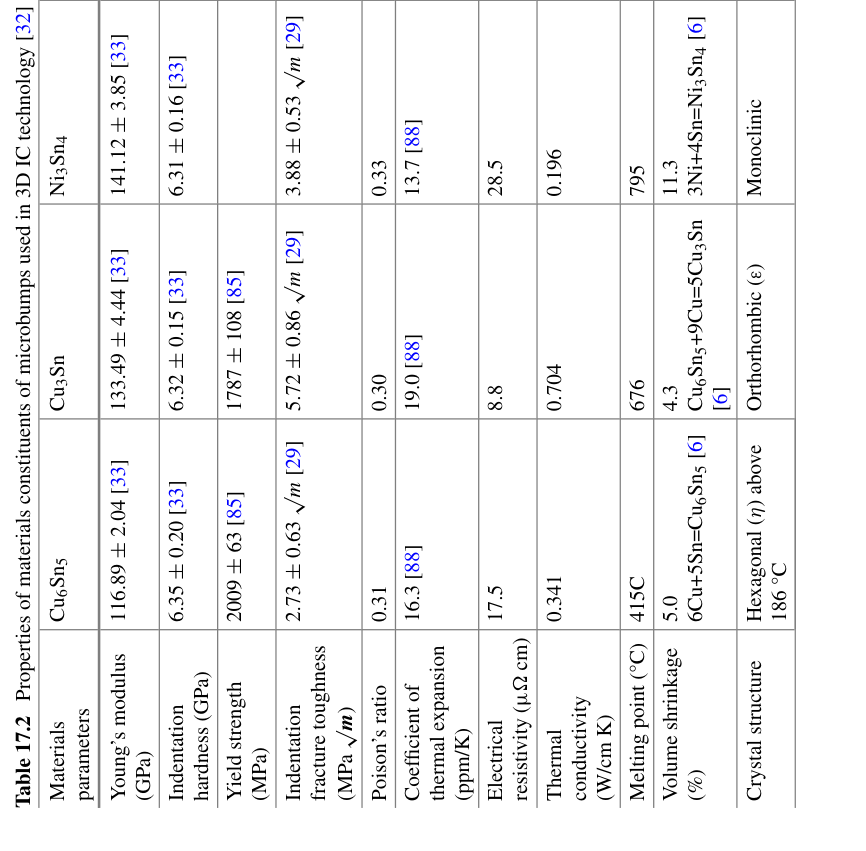 Table 17.2 Properties of materials constituents of microbumps used in 3D IC technology [32]
Materials parameters | Cu6Sn5 | Cu3Sn | Ni3Sn4
Young's modulus (GPa) | 116.89 ± 2.04 [33] | 133.49 ± 4.44 [33] | 141.12 ± 3.85 [33]
Indentation hardness (GPa) | 6.35 ± 0.20 [33] | 6.32 ± 0.15 [33] | 6.31 ± 0.16 [33]
Yield strength (MPa) | 2009 ± 63 [85] | 1787 ± 108 [85] |
Indentation fracture toughness (MPa √m) | 2.73 ± 0.63 √m [29] | 5.72 ± 0.86 √m [29] | 3.88 ± 0.53 √m [29]
Poison's ratio | 0.31 | 0.30 | 0.33
Coefficient of thermal expansion (ppm/K) | 16.3 [88] | 19.0 [88] | 13.7 [88]
Electrical resistivity (μΩ cm) | 17.5 | 8.8 | 28.5
Thermal conductivity (W/cm K) | 0.341 | 0.704 | 0.196
Melting point (°C) | 415C | 676 | 795
Volume shrinkage (%) | 5.0 6Cu+5Sn=Cu6Sn5 [6] | 4.3 Cu6Sn5+9Cu=5Cu3Sn [6] | 11.3 3Ni+4Sn=Ni3Sn4 [6]
Crystal structure | Hexagonal (η) above 186 °C | Orthorhombic (ε) | Monoclinic